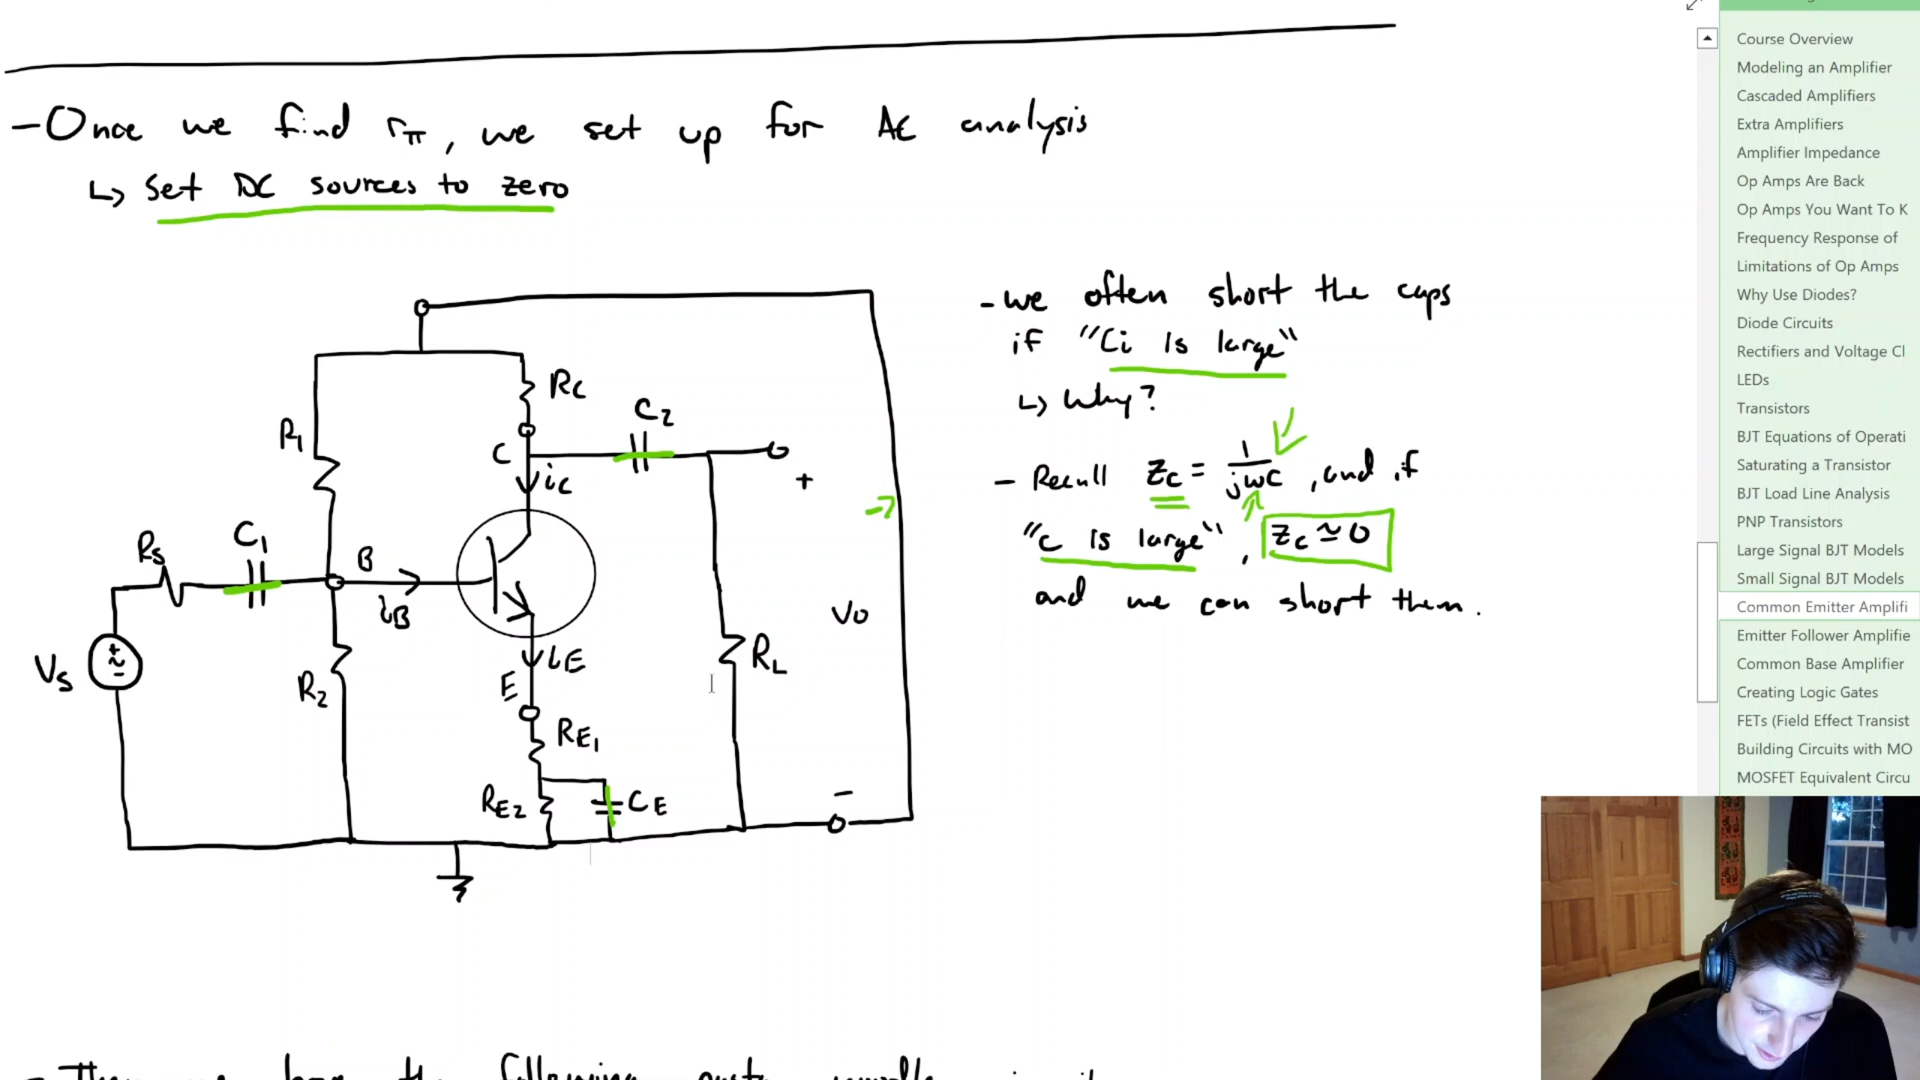 - Once we find rπ, we set up for AC analysis
↳ Set DC sources to zero
- we often short the caps
if "Ci is large"
↳ Why?
- Recall Zc = 1/jωC, and if
"C is large", Zc ≃ 0
and we can short them.
RC
C2
R1
C
iC
+
Rs
C1
B
iB
Vo
Vs
+
~
-
R2
iE
E
RL
RE1
RE2
CE
-
- Then we have the following
Course Overview
Modeling an Amplifier
Cascaded Amplifiers
Extra Amplifiers
Amplifier Impedance
Op Amps Are Back
Op Amps You Want To K
Frequency Response of
Limitations of Op Amps
Why Use Diodes?
Diode Circuits
Rectifiers and Voltage Cl
LEDs
Transistors
BJT Equations of Operati
Saturating a Transistor
BJT Load Line Analysis
PNP Transistors
Large Signal BJT Models
Small Signal BJT Models
Common Emitter Amplifi
Emitter Follower Amplifie
Common Base Amplifier
Creating Logic Gates
FETs (Field Effect Transist
Building Circuits with MO
MOSFET Equivalent Circu